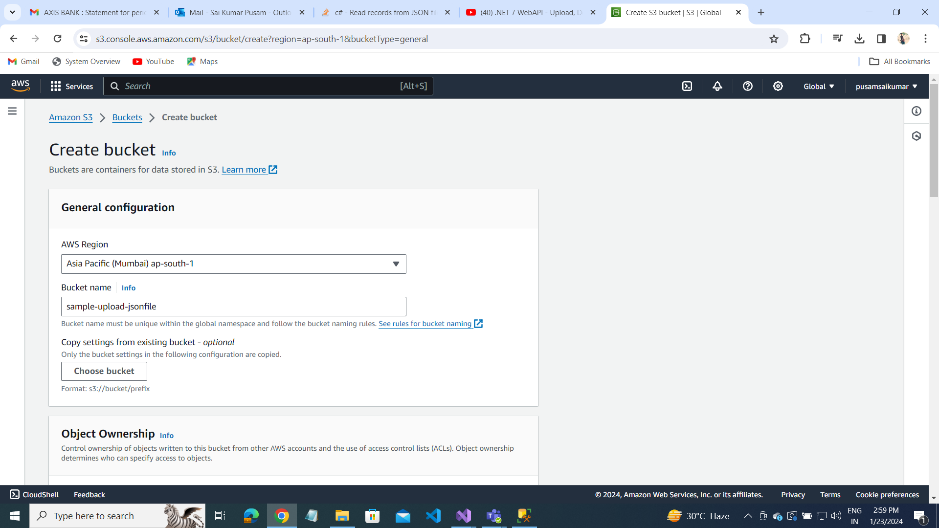 AXIS BANK : Statement for peri
Mail - Sai Kumar Pusam - Outlo
c# - Read records from JSON fi
(40) .NET 7 WebAPI - Upload, D
Create S3 bucket | S3 | Global
s3.console.aws.amazon.com/s3/bucket/create?region=ap-south-1&bucketType=general
Gmail System Overview YouTube Maps All Bookmarks
aws Services Search [Alt+S] Global pusamsaikumar
Amazon S3 > Buckets > Create bucket
Create bucket Info
Buckets are containers for data stored in S3. Learn more
General configuration
AWS Region
Asia Pacific (Mumbai) ap-south-1
Bucket name Info
sample-upload-jsonfile
Bucket name must be unique within the global namespace and follow the bucket naming rules. See rules for bucket naming
Copy settings from existing bucket - optional
Only the bucket settings in the following configuration are copied.
Choose bucket
Format: s3://bucket/prefix
Object Ownership Info
Control ownership of objects written to this bucket from other AWS accounts and the use of access control lists (ACLs). Object ownership
determines who can specify access to objects.
CloudShell Feedback © 2024, Amazon Web Services, Inc. or its affiliates. Privacy Terms Cookie preferences
Type here to search 30°C Haze ENG IN 2:59 PM 1/23/2024 1